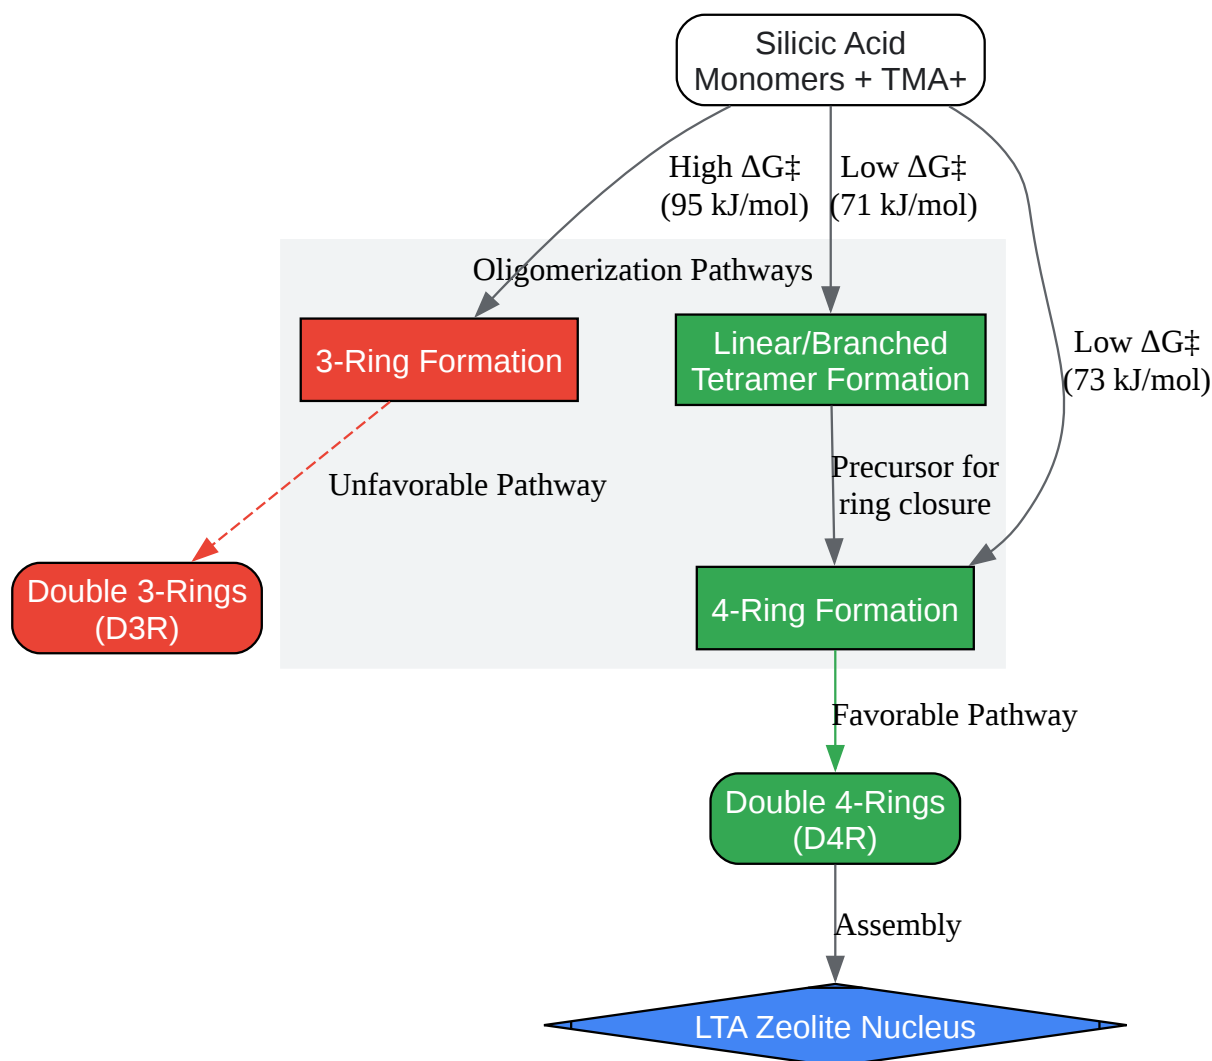 Silicic Acid
Monomers + TMA+
High ΔG‡
(95 kJ/mol)
Low ΔG‡
(71 kJ/mol)
Oligomerization Pathways
3-Ring Formation
Linear/Branched
Tetramer Formation
Low ΔG‡
(73 kJ/mol)
Unfavorable Pathway
Precursor for
ring closure
Double 3-Rings
(D3R)
4-Ring Formation
Favorable Pathway
Double 4-Rings
(D4R)
Assembly
LTA Zeolite Nucleus